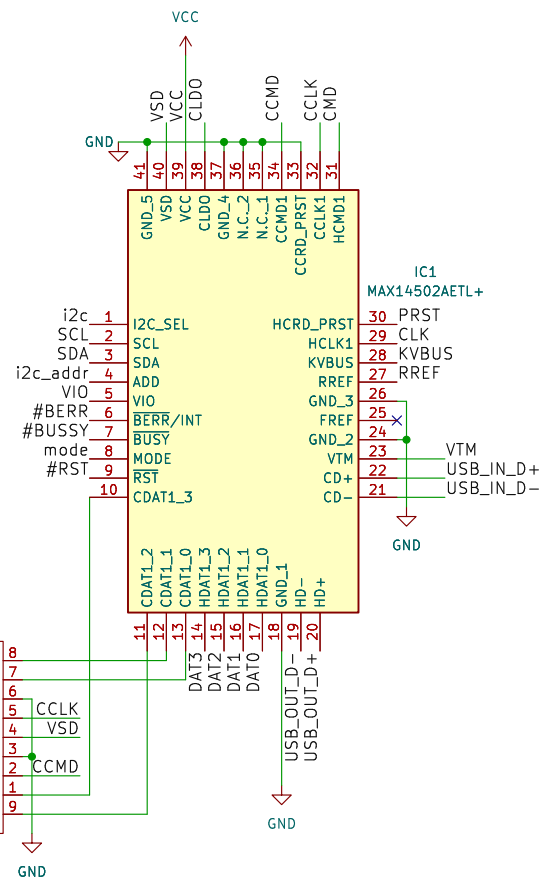 VCC
VSD
VCC
CLDO
CCMD
CCLK
CMD
GND
41
40
39
38
37
36
35
34
33
32
31
GND_5
VSD
VCC
CLDO
GND_4
N.C._2
N.C._1
CCMD1
CCRD_PRST
CCLK1
HCMD1
IC1
MAX14502AETL+
i2c 1 I2C_SEL
SCL 2 SCL
SDA 3 SDA
i2c_addr 4 ADD
VIO 5 VIO
#BERR 6 BERR/INT
#BUSSY 7 BUSY
mode 8 MODE
#RST 9 RST
10 CDAT1_3
HCRD_PRST 30 PRST
HCLK1 29 CLK
KVBUS 28 KVBUS
RREF 27 RREF
GND_3 26
FREF 25
GND_2 24
VTM 23 VTM
CD+ 22 USB_IN_D+
CD- 21 USB_IN_D-
GND
CDAT1_2
CDAT1_1
CDAT1_0
HDAT1_3
HDAT1_2
HDAT1_1
HDAT1_0
GND_1
HD-
HD+
11
12
13
14
15
16
17
18
19
20
DAT3
DAT2
DAT1
DAT0
USB_OUT_D-
USB_OUT_D+
GND
8
7
6
5 CCLK
4 VSD
3
2 CCMD
1
9
GND